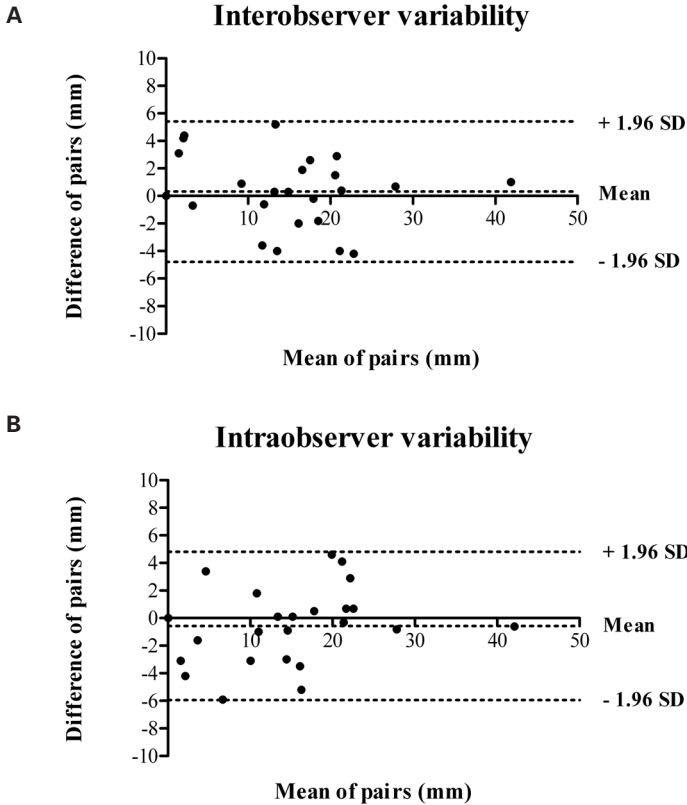 A
Interobserver variability
Difference of pairs (mm)
10
8
6
4
2
0
-2
-4
-6
-8
-10
10 20 30 40 50
+ 1.96 SD
Mean
- 1.96 SD
Mean of pairs (mm)
B
Intraobserver variability
Difference of pairs (mm)
10
8
6
4
2
0
-2
-4
-6
-8
-10
10 20 30 40 50
+ 1.96 SD
Mean
- 1.96 SD
Mean of pairs (mm)